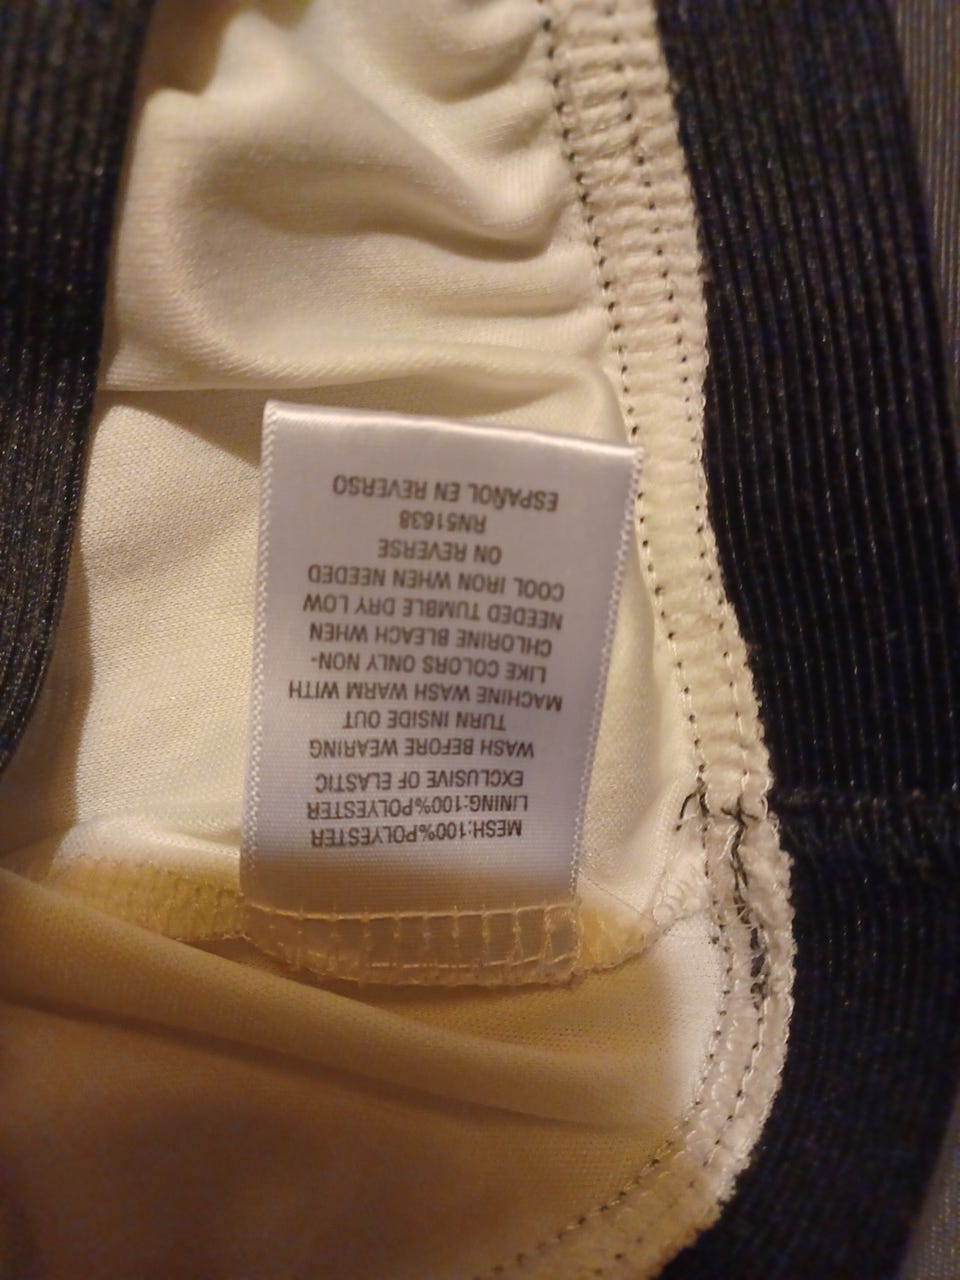 MESH:100%POLYESTER
LINING:100%POLYESTER
EXCLUSIVE OF ELASTIC
WASH BEFORE WEARING
TURN INSIDE OUT
MACHINE WASH WARM WITH
LIKE COLORS ONLY NON-
CHLORINE BLEACH WHEN
NEEDED TUMBLE DRY LOW
COOL IRON WHEN NEEDED
ON REVERSE
RN51638
ESPAÑOL EN REVERSO